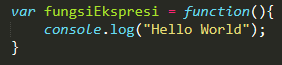 var fungsiEkspresi = function(){
    console.log("Hello World");
}